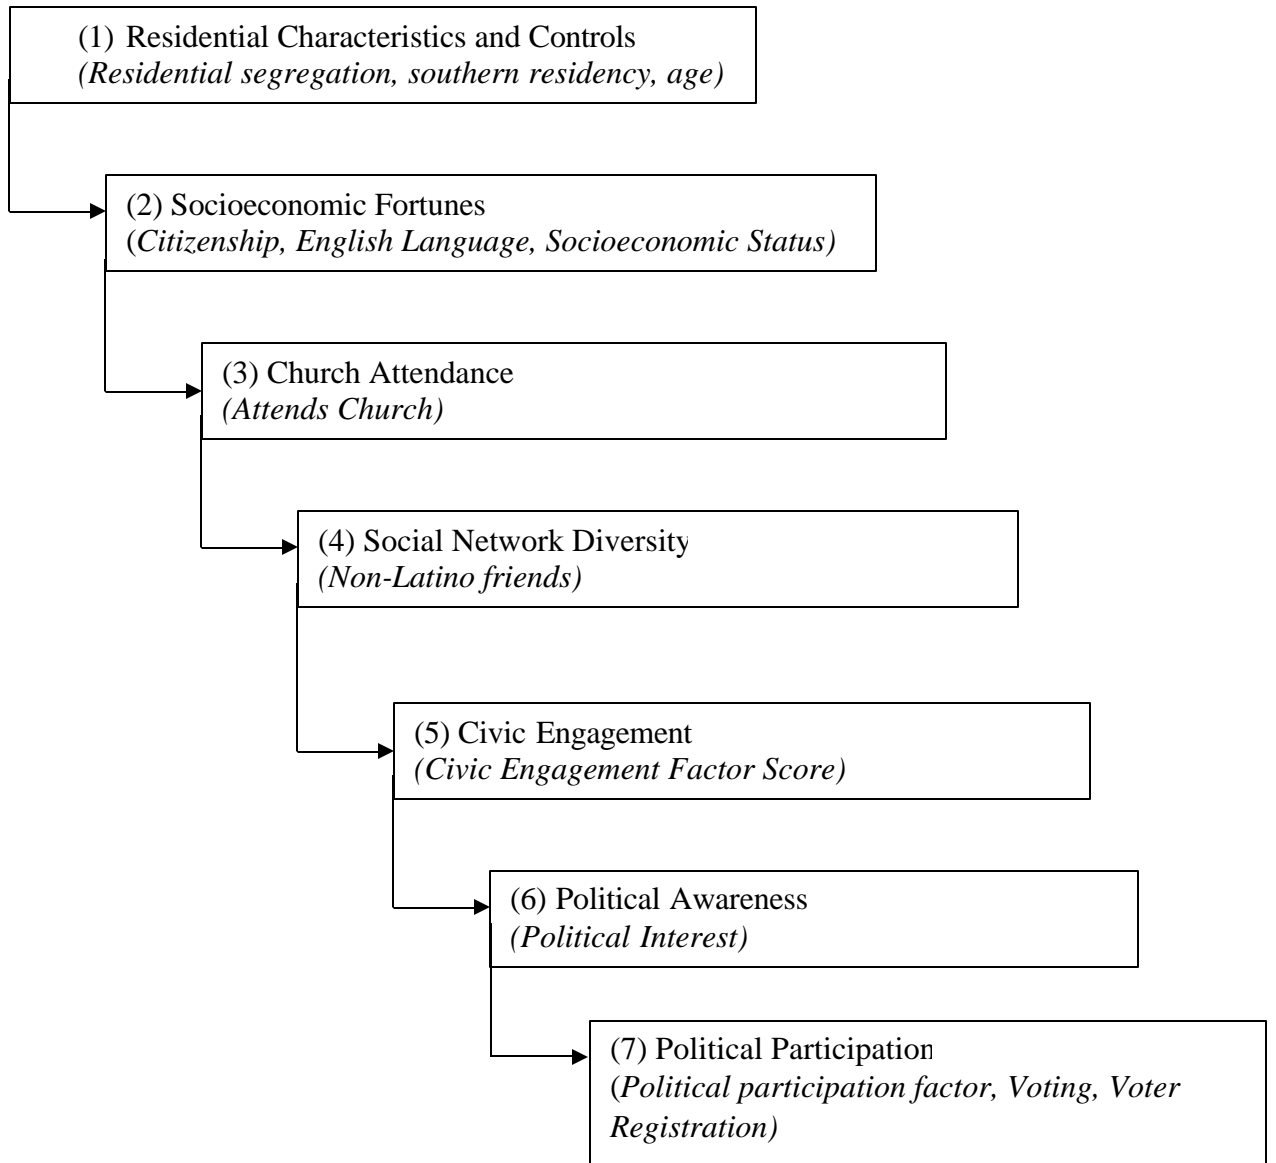 (1) Residential Characteristics and Controls
(Residential segregation, southern residency, age)
(2) Socioeconomic Fortunes
(Citizenship, English Language, Socioeconomic Status)
(3) Church Attendance
(Attends Church)
(4) Social Network Diversity
(Non-Latino friends)
(5) Civic Engagement
(Civic Engagement Factor Score)
(6) Political Awareness
(Political Interest)
(7) Political Participation
(Political participation factor, Voting, Voter
Registration)